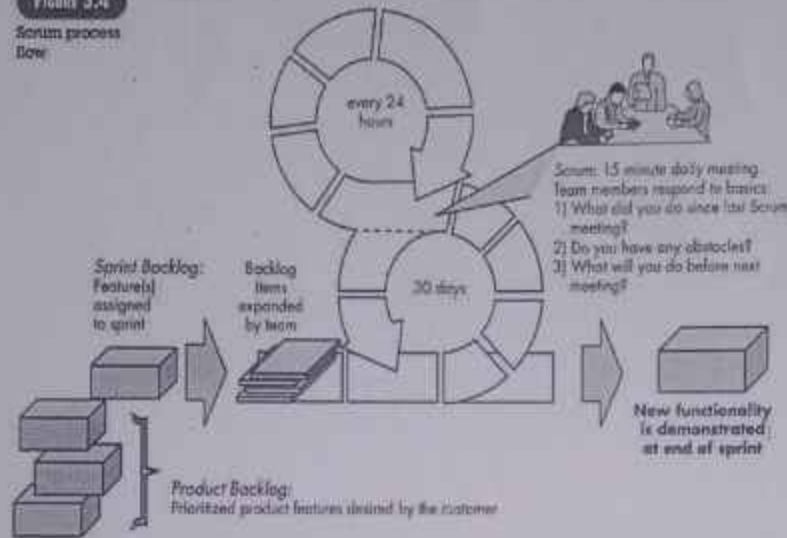 Figure 3.4
Scrum process
flow
every 24
hours
Scrum: 15 minute daily meeting.
Team members respond to basics:
1) What did you do since last Scrum
meeting?
2) Do you have any obstacles?
3) What will you do before next
meeting?
Sprint Backlog:
Feature(s)
assigned
to sprint
Backlog
items
expanded
by team
30 days
New functionality
is demonstrated
at end of sprint
Product Backlog:
Prioritized product features desired by the customer